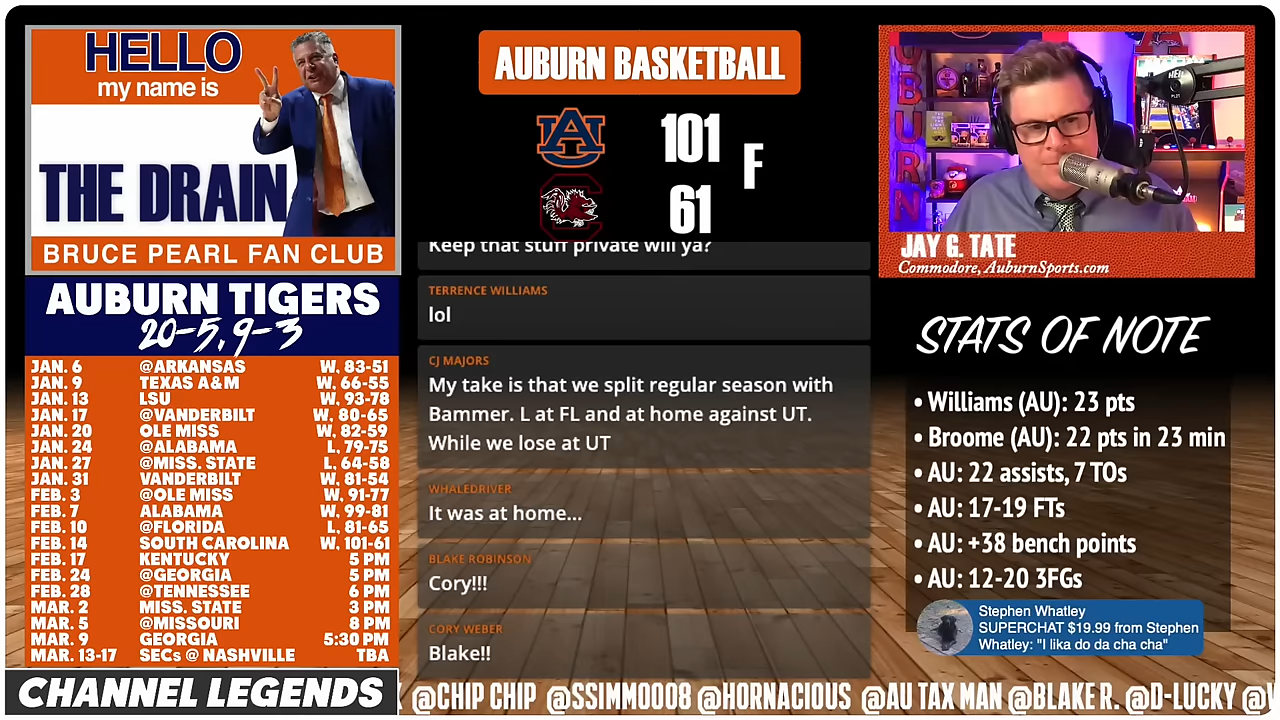 HELLO
my name is
THE DRAIN
BRUCE PEARL FAN CLUB
AUBURN TIGERS
20-5, 9-3
JAN. 6 @ARKANSAS W, 83-51
JAN. 9 TEXAS A&M W, 66-55
JAN. 13 LSU W, 93-78
JAN. 17 @VANDERBILT W, 80-65
JAN. 20 OLE MISS W, 82-59
JAN. 24 @ALABAMA L, 79-75
JAN. 27 @MISS. STATE L, 64-58
JAN. 31 VANDERBILT W, 81-54
FEB. 3 @OLE MISS W, 91-77
FEB. 7 ALABAMA W, 99-81
FEB. 10 @FLORIDA L, 81-65
FEB. 14 SOUTH CAROLINA W, 101-61
FEB. 17 KENTUCKY 5 PM
FEB. 24 @GEORGIA 5 PM
FEB. 28 @TENNESSEE 6 PM
MAR. 2 MISS. STATE 3 PM
MAR. 5 @MISSOURI 8 PM
MAR. 9 GEORGIA 5:30 PM
MAR. 13-17 SECs @ NASHVILLE TBA
AUBURN BASKETBALL
AU 101
F
C 61
Keep that stuff private will ya?
TERRENCE WILLIAMS
lol
CJ MAJORS
My take is that we split regular season with
Bammer. L at FL and at home against UT.
While we lose at UT
WHALEDRIVER
It was at home...
BLAKE ROBINSON
Cory!!!
CORY WEBER
Blake!!
BURN
JAY G. TATE
Commodore, AuburnSports.com
STATS OF NOTE
• Williams (AU): 23 pts
• Broome (AU): 22 pts in 23 min
• AU: 22 assists, 7 TOs
• AU: 17-19 FTs
• AU: +38 bench points
• AU: 12-20 3FGs
Stephen Whatley
SUPERCHAT $19.99 from Stephen
Whatley: "I lika do da cha cha"
CHANNEL LEGENDS
@CHIP CHIP @SSIMM0008 @HORNACIOUS @AU TAX MAN @BLAKE R. @D-LUCKY